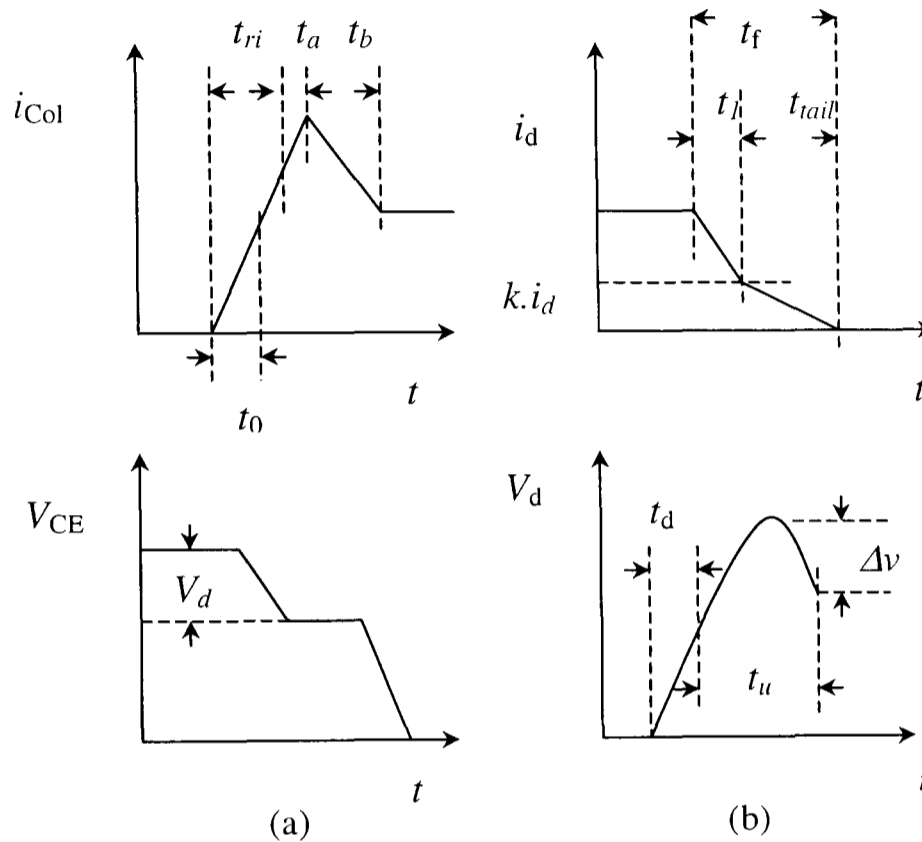 t_ri t_a t_b
i_Col
t
t_0
t_f
t_1 t_tail
i_d
k.i_d
t
V_CE
V_d
t
(a)
V_d
t_d
Δv
t_u
(b)